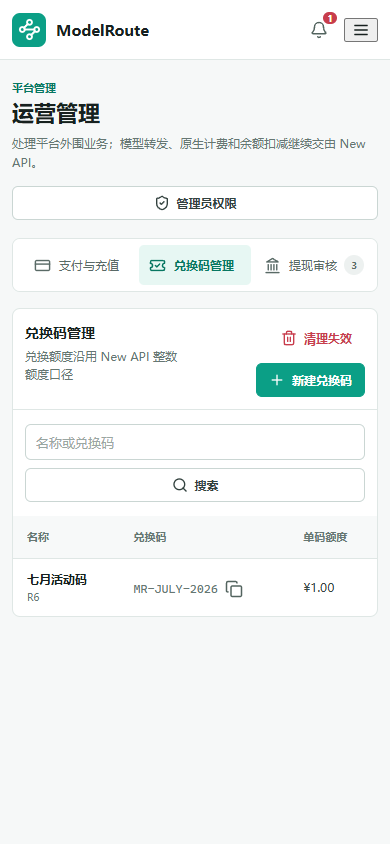 ModelRoute
1
平台管理
运营管理
处理平台外围业务；模型转发、原生计费和余额扣减继续交由 New
API。
管理员权限
支付与充值
兑换码管理
提现审核
3
兑换码管理
兑换额度沿用 New API 整数
额度口径
清理失效
新建兑换码
名称或兑换码
搜索
名称 兑换码 单码额度
七月活动码
R6
MR-JULY-2026
¥1.00